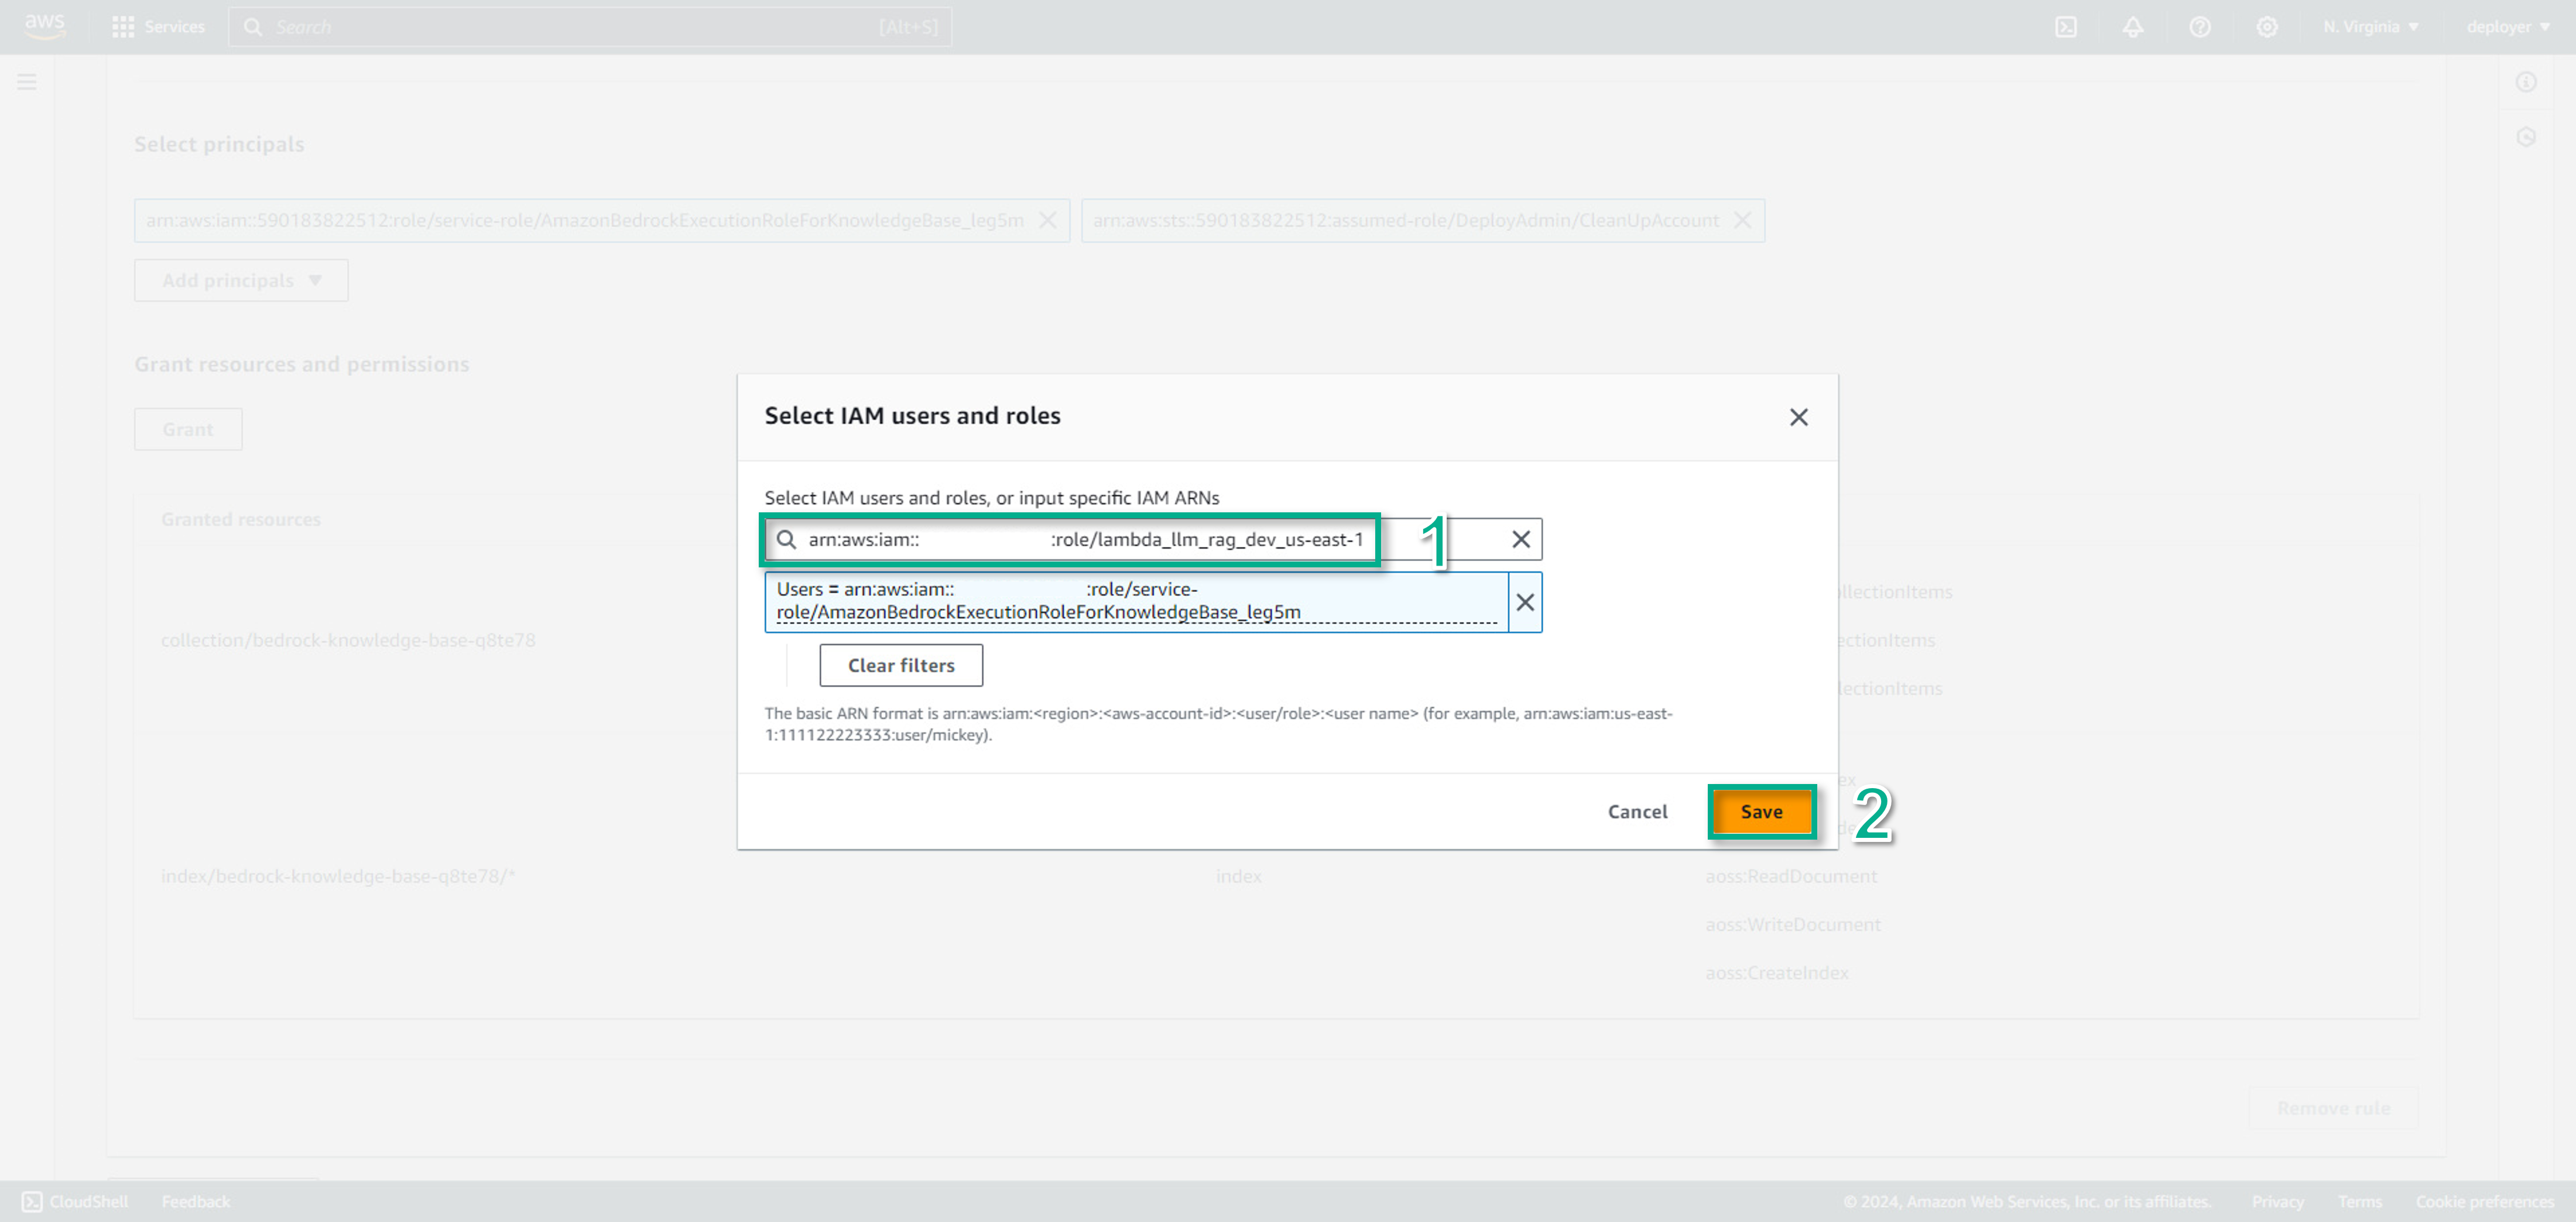 aws
Services
Search
[Alt+S]
N. Virginia
deployer
Select principals
arn:aws:iam::590183822512:role/service-role/AmazonBedrockExecutionRoleForKnowledgeBase_leg5m
arn:aws:sts::590183822512:assumed-role/DeployAdmin/CleanUpAccount
Add principals
Grant resources and permissions
Grant
Select IAM users and roles
Select IAM users and roles, or input specific IAM ARNs
arn:aws:iam:: :role/lambda_llm_rag_dev_us-east-1
1
Users = arn:aws:iam:: :role/service-
role/AmazonBedrockExecutionRoleForKnowledgeBase_leg5m
Clear filters
The basic ARN format is arn:aws:iam:<region>:<aws-account-id>:<user/role>:<user name> (for example, arn:aws:iam:us-east-
1:111122223333:user/mickey).
Cancel
Save
2
Granted resources
collection/bedrock-knowledge-base-q8te78
llectionItems
ectionItems
lectionItems
ex
index/bedrock-knowledge-base-q8te78/*
index
aoss:ReadDocument
aoss:WriteDocument
aoss:CreateIndex
Remove rule
CloudShell
Feedback
© 2024, Amazon Web Services, Inc. or its affiliates.
Privacy
Terms
Cookie preferences